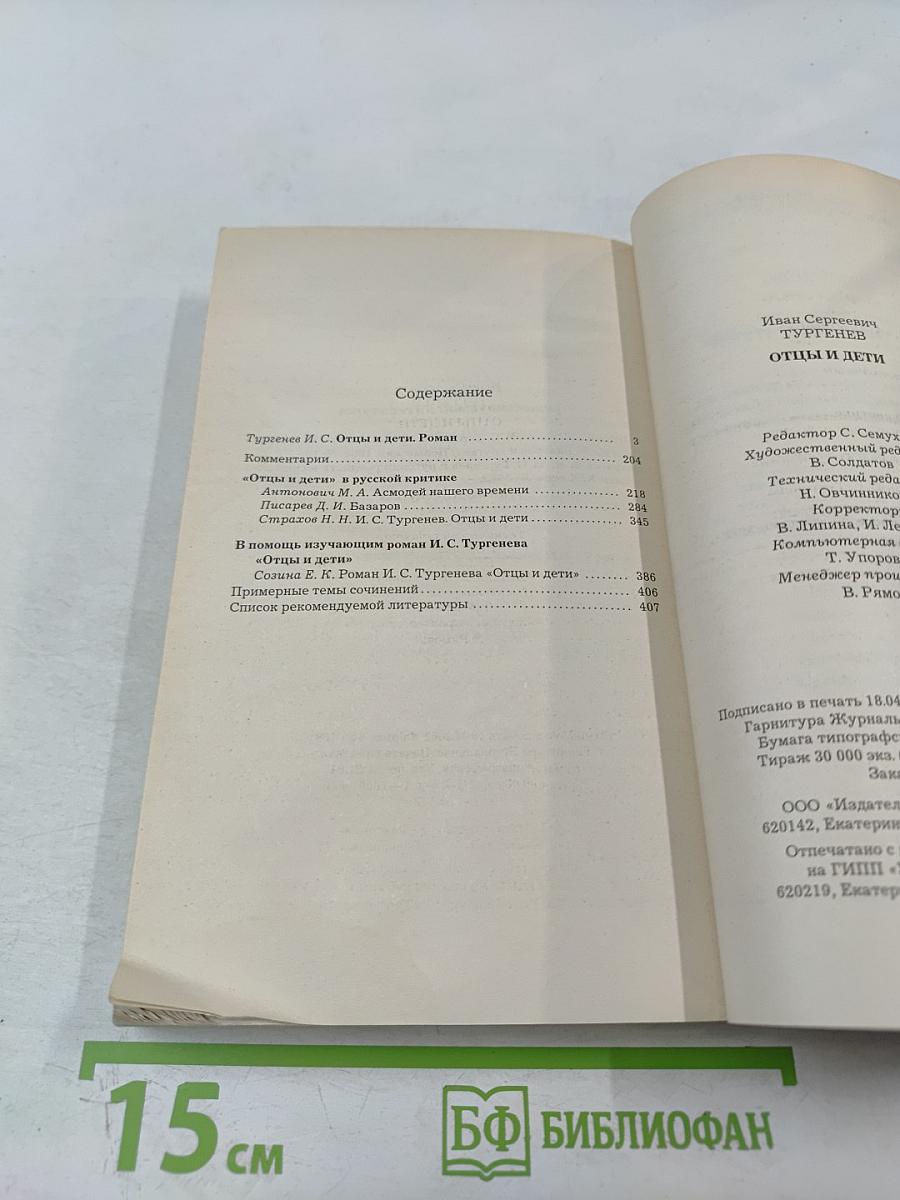 Содержание
Тургенев И. С. Отцы и дети. Роман ........................ 3
Комментарии................................................ 204
«Отцы и дети» в русской критике
Антонович М. А. Асмодей нашего времени ............... 218
Писарев Д. И. Базаров.................................... 284
Страхов Н. Н. И. С. Тургенев. Отцы и дети ............... 345
В помощь изучающим роман И. С. Тургенева
«Отцы и дети»
Созина Е. К. Роман И. С. Тургенева «Отцы и дети» ....... 386
Примерные темы сочинений................................ 406
Список рекомендуемой литературы ......................... 407
Иван Сергеевич
ТУРГЕНЕВ
ОТЦЫ И ДЕТИ
Редактор С. Семух
Художественный ред
В. Солдатов
Технический реда
Н. Овчинников
Корректор
В. Липина, И. Ле
Компьютерная
Т. Упоров
Менеджер прои
В. Рямо
Подписано в печать 18.04
Гарнитура Журналь
Бумага типографс
Тираж 30 000 экз.
Зака
ООО «Издател
620142, Екатерин
Отпечатано с
на ГИПП «
620219, Екатер
15 см
БФ БИБЛИОФАН